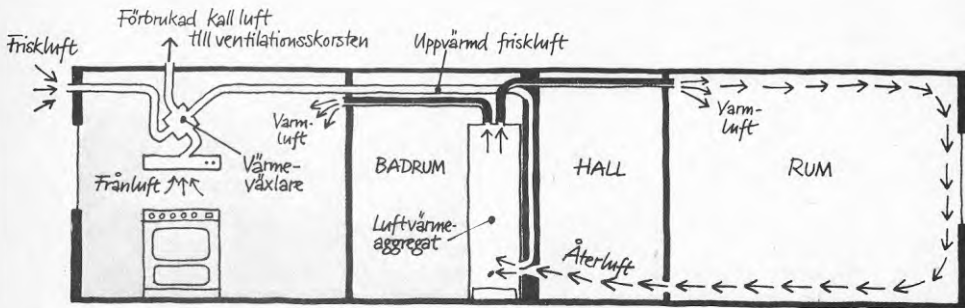 Förbrukad kall luft
till ventilationsskorsten
Friskluft
Uppvärmd friskluft
Varm-
luft
Varm-
luft
BADRUM
HALL
RUM
Värme-
växlare
Frånluft
Luftvärme-
aggregat
Återluft